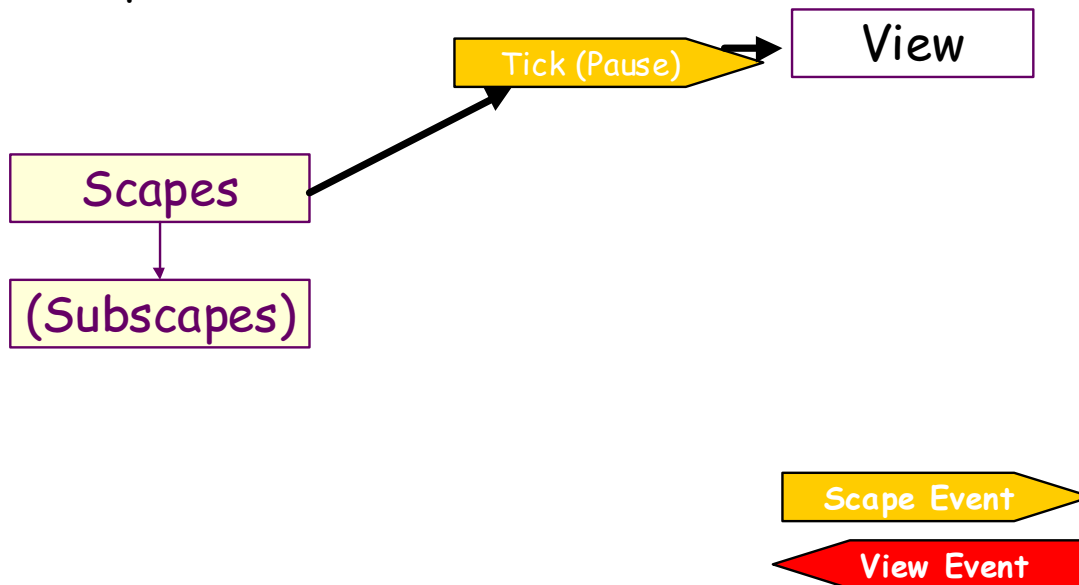 View
Tick (Pause)
Scapes
(Subscapes)
Scape Event
View Event